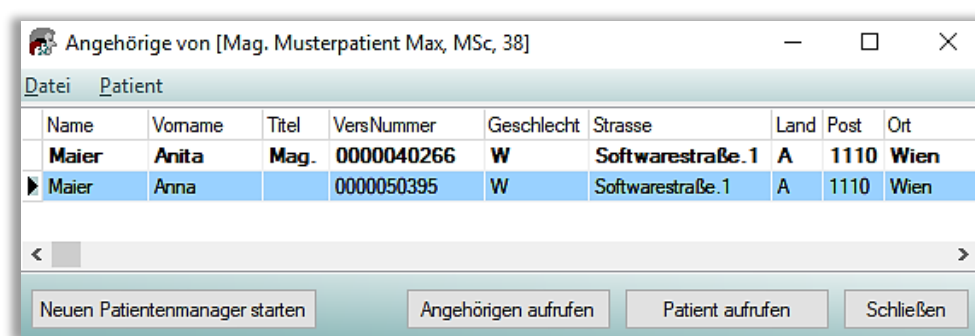 Angehörige von [Mag. Musterpatient Max, MSc, 38]
Datei Patient
Name Vorname Titel VersNummer Geschlecht Strasse Land Post Ort
Maier Anita Mag. 0000040266 W Softwarestraße.1 A 1110 Wien
Maier Anna 0000050395 W Softwarestraße.1 A 1110 Wien
Neuen Patientenmanager starten Angehörigen aufrufen Patient aufrufen Schließen